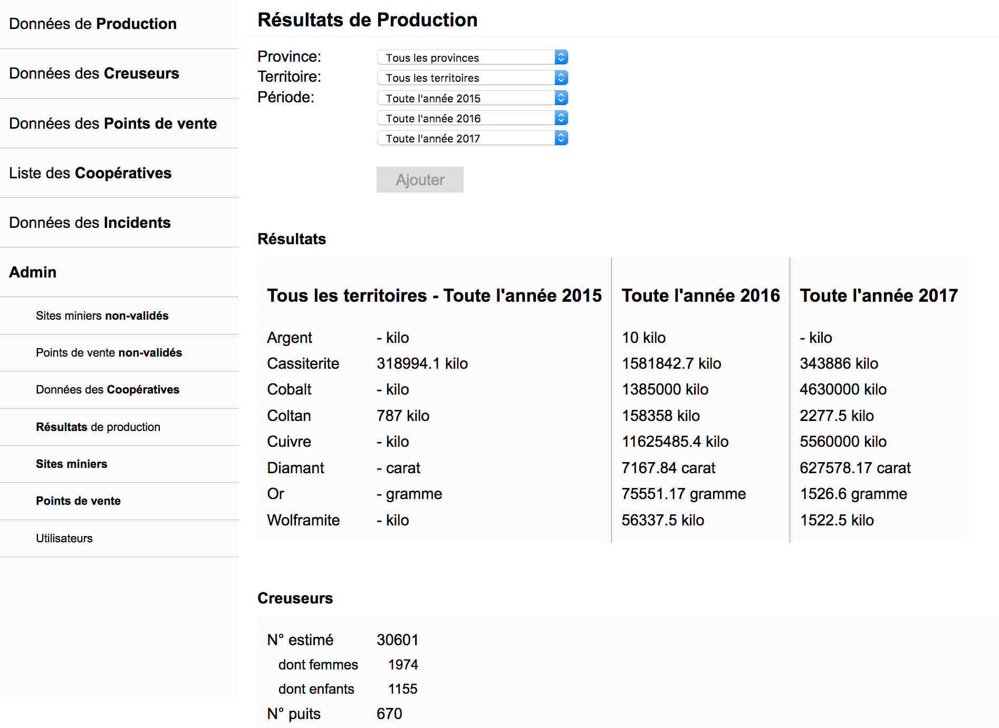 Données de Production
Données des Creuseurs
Données des Points de vente
Liste des Coopératives
Données des Incidents
Admin
Sites miniers non-validés
Points de vente non-validés
Données des Coopératives
Résultats de production
Sites miniers
Points de vente
Utilisateurs
Résultats de Production
Province: Tous les provinces
Territoire: Tous les territoires
Période: Toute l'année 2015
Toute l'année 2016
Toute l'année 2017
Ajouter
Résultats
Tous les territoires - Toute l'année 2015 Toute l'année 2016 Toute l'année 2017
Argent - kilo 10 kilo - kilo
Cassiterite 318994.1 kilo 1581842.7 kilo 343886 kilo
Cobalt - kilo 1385000 kilo 4630000 kilo
Coltan 787 kilo 158358 kilo 2277.5 kilo
Cuivre - kilo 11625485.4 kilo 5560000 kilo
Diamant - carat 7167.84 carat 627578.17 carat
Or - gramme 75551.17 gramme 1526.6 gramme
Wolframite - kilo 56337.5 kilo 1522.5 kilo
Creuseurs
N° estimé 30601
dont femmes 1974
dont enfants 1155
N° puits 670